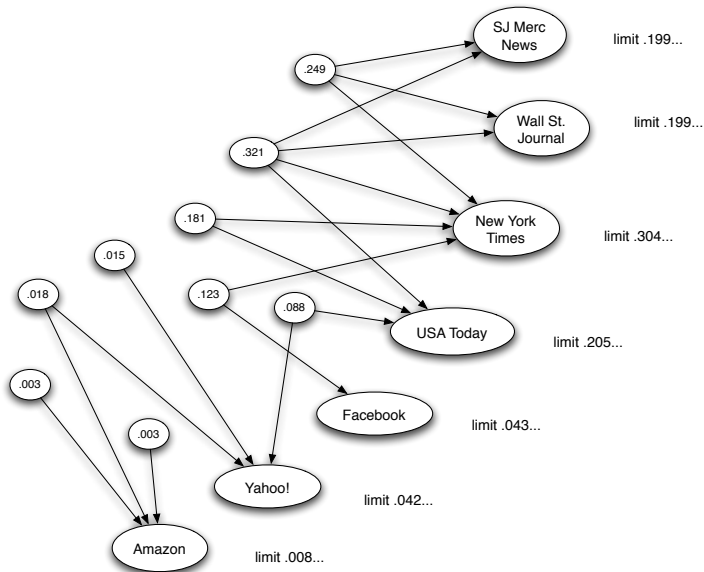 SJ Merc
News
limit .199...
.249
Wall St.
Journal
limit .199...
.321
.181
New York
Times
limit .304...
.015
.018
.123
.088
USA Today
limit .205...
.003
Facebook
limit .043...
.003
Yahoo!
limit .042...
Amazon
limit .008...